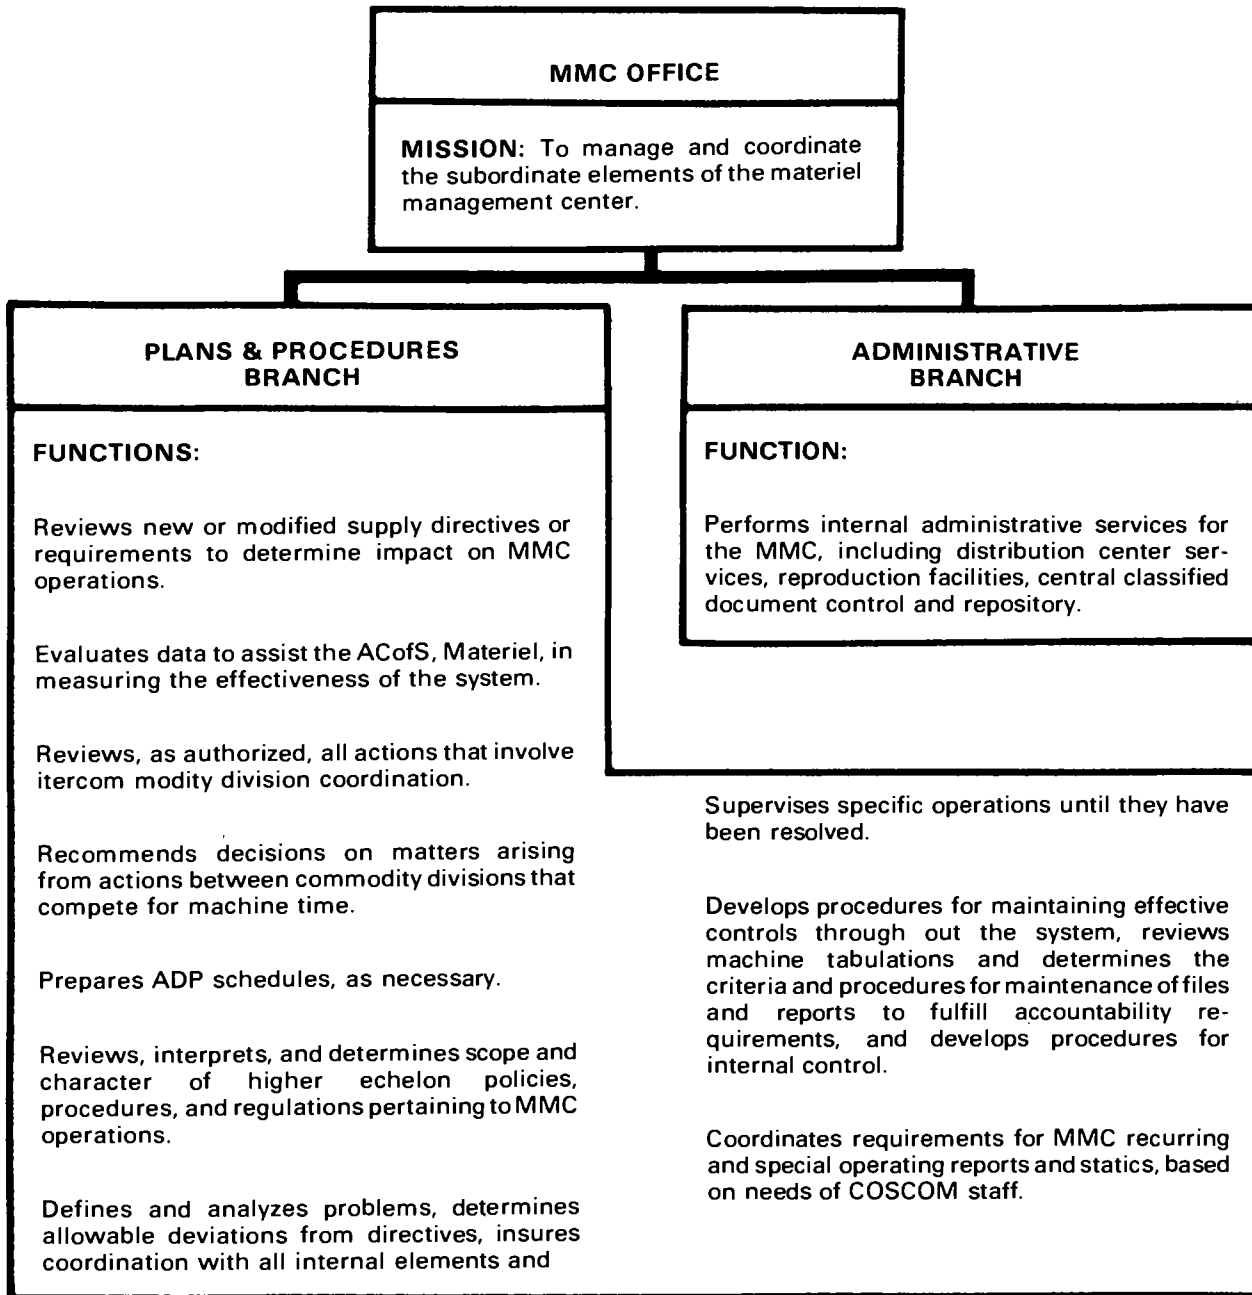 MMC OFFICE
MISSION: To manage and coordinate
the subordinate elements of the materiel
management center.
PLANS & PROCEDURES
BRANCH
FUNCTIONS:
Reviews new or modified supply directives or
requirements to determine impact on MMC
operations.
Evaluates data to assist the ACofS, Materiel, in
measuring the effectiveness of the system.
Reviews, as authorized, all actions that involve
itercom modity division coordination.
Recommends decisions on matters arising
from actions between commodity divisions that
compete for machine time.
Prepares ADP schedules, as necessary.
Reviews, interprets, and determines scope and
character of higher echelon policies,
procedures, and regulations pertaining to MMC
operations.
Defines and analyzes problems, determines
allowable deviations from directives, insures
coordination with all internal elements and
ADMINISTRATIVE
BRANCH
FUNCTION:
Performs internal administrative services for
the MMC, including distribution center ser-
vices, reproduction facilities, central classified
document control and repository.
Supervises specific operations until they have
been resolved.
Develops procedures for maintaining effective
controls through out the system, reviews
machine tabulations and determines the
criteria and procedures for maintenance of files
and reports to fulfill accountability re-
quirements, and develops procedures for
internal control.
Coordinates requirements for MMC recurring
and special operating reports and statics, based
on needs of COSCOM staff.